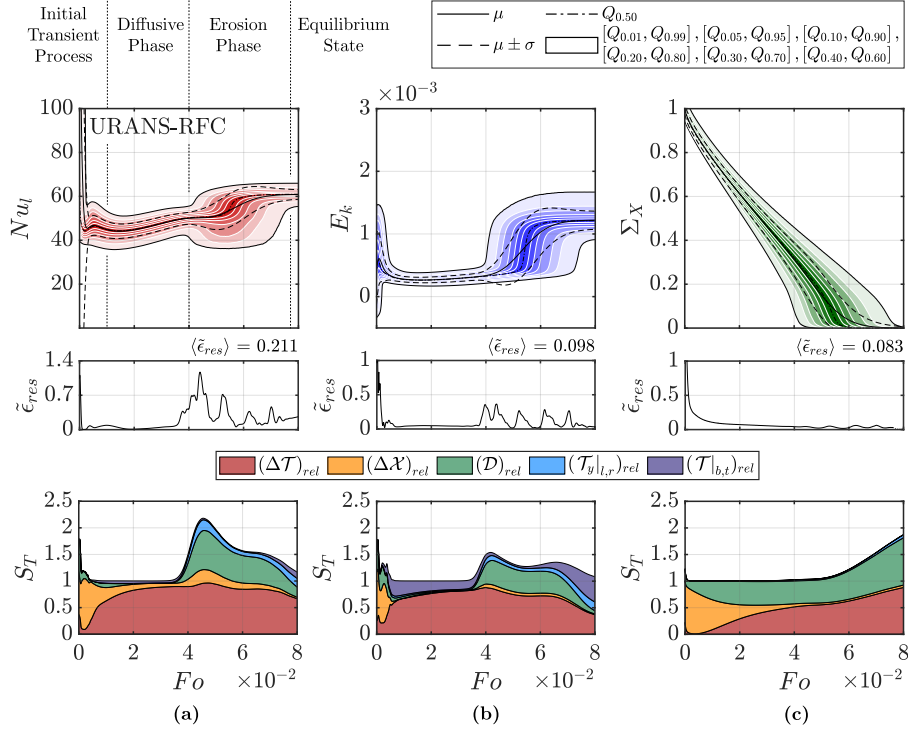 Initial Transient Process
Diffusive Phase
Erosion Phase
Equilibrium State
μ
μ ± σ
Q_{0.50}
[Q_{0.01}, Q_{0.99}] , [Q_{0.05}, Q_{0.95}] , [Q_{0.10}, Q_{0.90}] ,
[Q_{0.20}, Q_{0.80}] , [Q_{0.30}, Q_{0.70}] , [Q_{0.40}, Q_{0.60}]
URANS-RFC
Nu_l
100
80
60
40
20
×10^{-3}
E_k
3
2
1
0
Σ_X
1
0.8
0.6
0.4
0.2
0
⟨ε̃_{res}⟩ = 0.211
⟨ε̃_{res}⟩ = 0.098
⟨ε̃_{res}⟩ = 0.083
ε̃_{res}
1.4
0.7
0
ε̃_{res}
1
0.5
0
ε̃_{res}
1
0.5
0
(Δ𝒯)_{rel} (Δ𝒳)_{rel} (𝒟)_{rel} (𝒯_y|_{l,r})_{rel} (𝒯|_{b,t})_{rel}
S_T
2.5
2
1.5
1
0.5
0
S_T
2.5
2
1.5
1
0.5
0
S_T
2.5
2
1.5
1
0.5
0
0 2 4 6 8
0 2 4 6 8
0 2 4 6 8
Fo ×10^{-2}
Fo ×10^{-2}
Fo ×10^{-2}
(a)
(b)
(c)